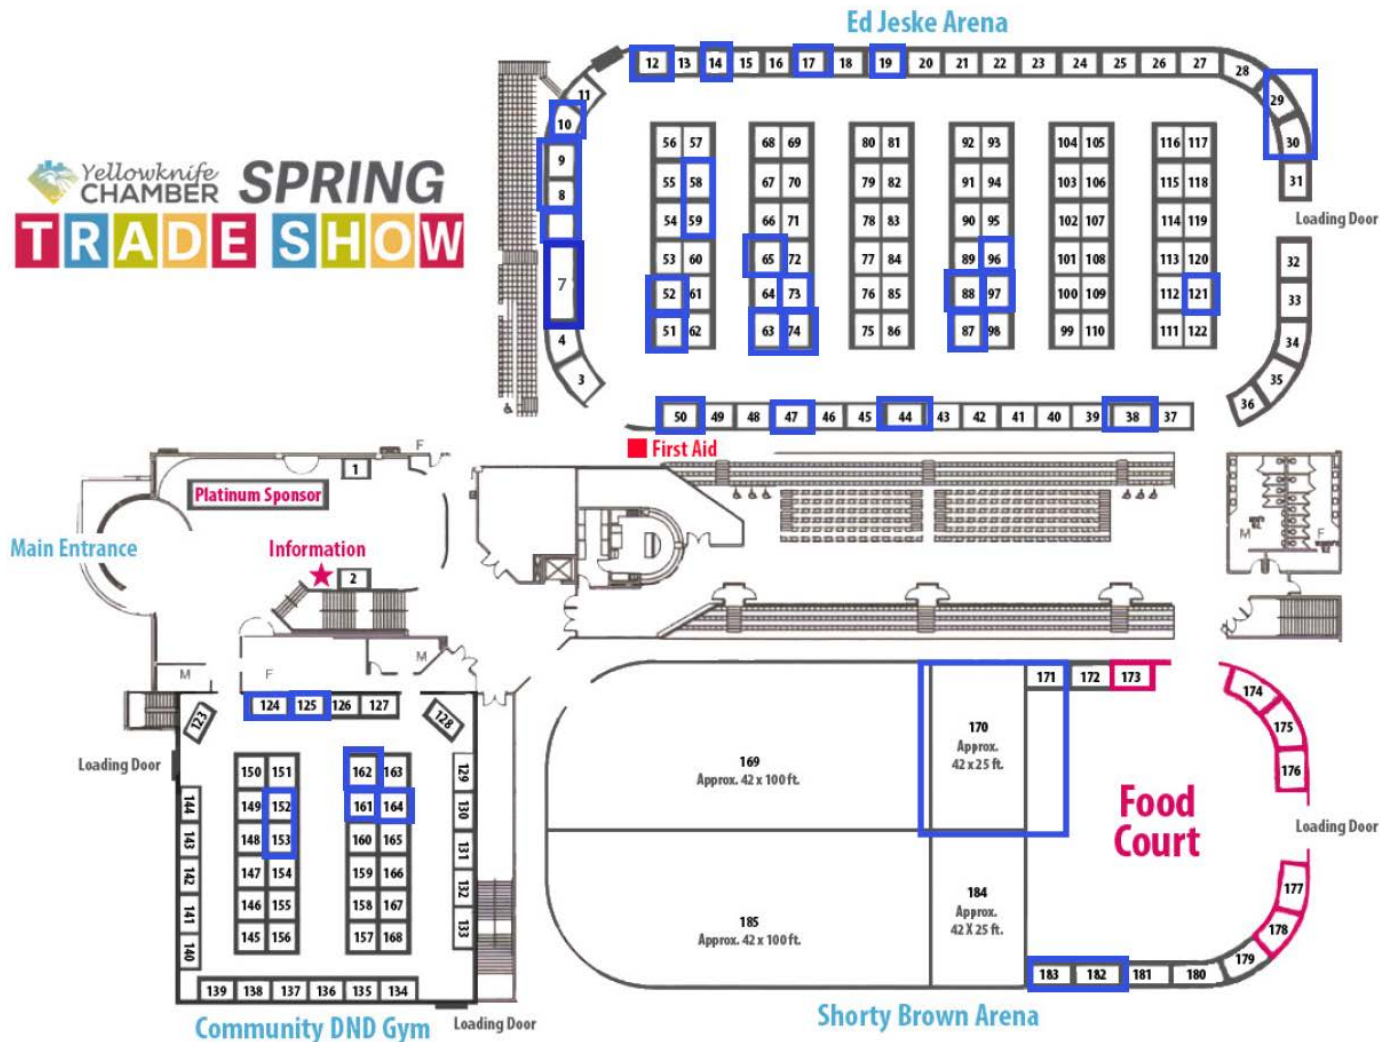 Ed Jeske Arena
12 13 14 15 16 17 18 19 20 21 22 23 24 25 26 27
28
29
30
31
Loading Door
32
33
34
35
36
11
10
9
8
7
4
3
Yellowknife
CHAMBER
SPRING
TRADE SHOW
56 57 68 69 80 81 92 93 104 105 116 117
55 58 67 70 79 82 91 94 103 106 115 118
54 59 66 71 78 83 90 95 102 107 114 119
53 60 65 72 77 84 89 96 101 108 113 120
52 61 64 73 76 85 88 97 100 109 112 121
51 62 63 74 75 86 87 98 99 110 111 122
50 49 48 47 46 45 44 43 42 41 40 39 38 37
First Aid
F
1
Platinum Sponsor
Main Entrance
Information
2
M
F
M
F
M
123
124 125 126 127
128
Loading Door
150 151 162 163
149 152 161 164
148 153 160 165
147 154 159 166
146 155 158 167
145 156 157 168
144
143
142
141
140
129
130
131
132
133
139 138 137 136 135 134
Community DND Gym
Loading Door
169
Approx. 42 x 100 ft.
170
Approx.
42 x 25 ft.
171 172 173
174
175
176
Food
Court
Loading Door
177
178
179
185
Approx. 42 x 100 ft.
184
Approx.
42 X 25 ft.
183 182 181 180
Shorty Brown Arena